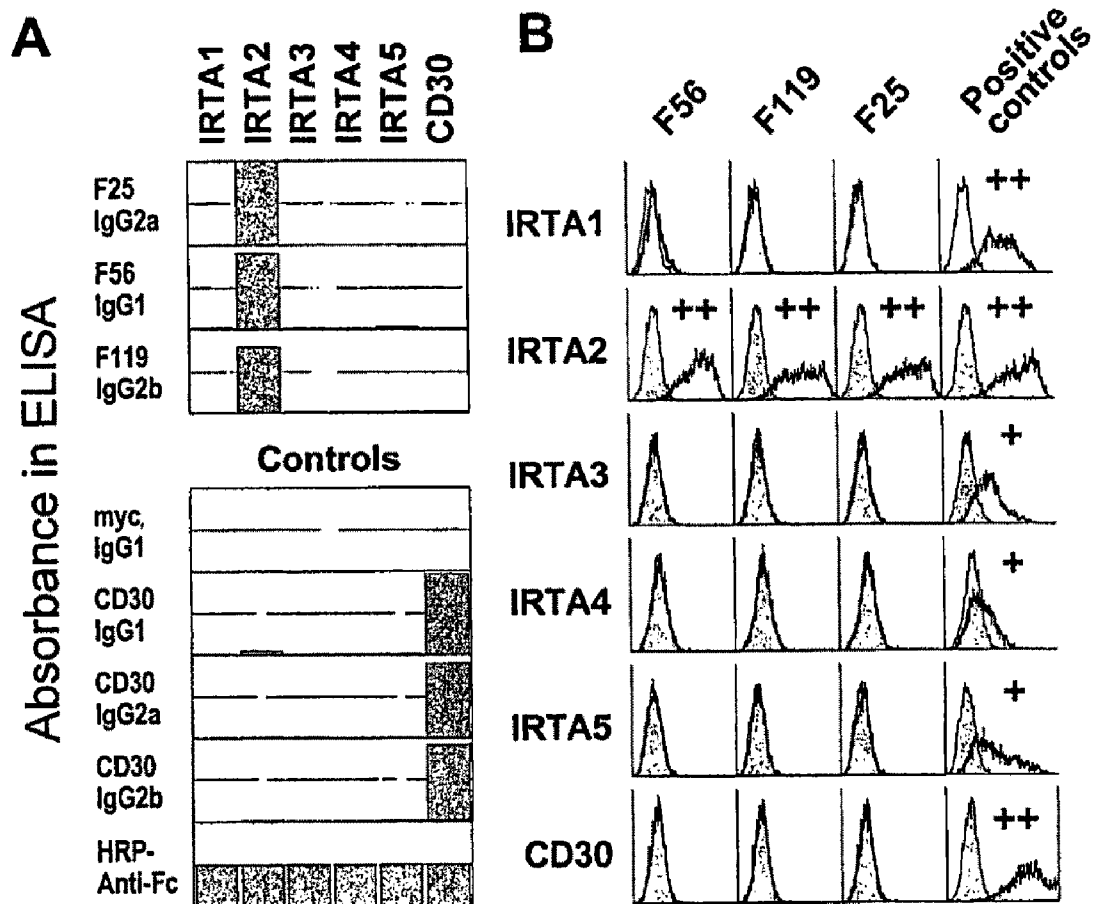 A
IRTA1
IRTA2
IRTA3
IRTA4
IRTA5
CD30
Absorbance in ELISA
F25
IgG2a
F56
IgG1
F119
IgG2b
Controls
myc,
IgG1
CD30
IgG1
CD30
IgG2a
CD30
IgG2b
HRP-
Anti-Fc
B
F56
F119
F25
Positive
controls
IRTA1
++
IRTA2
++ ++ ++ ++
IRTA3
+
IRTA4
+
IRTA5
+
CD30
++